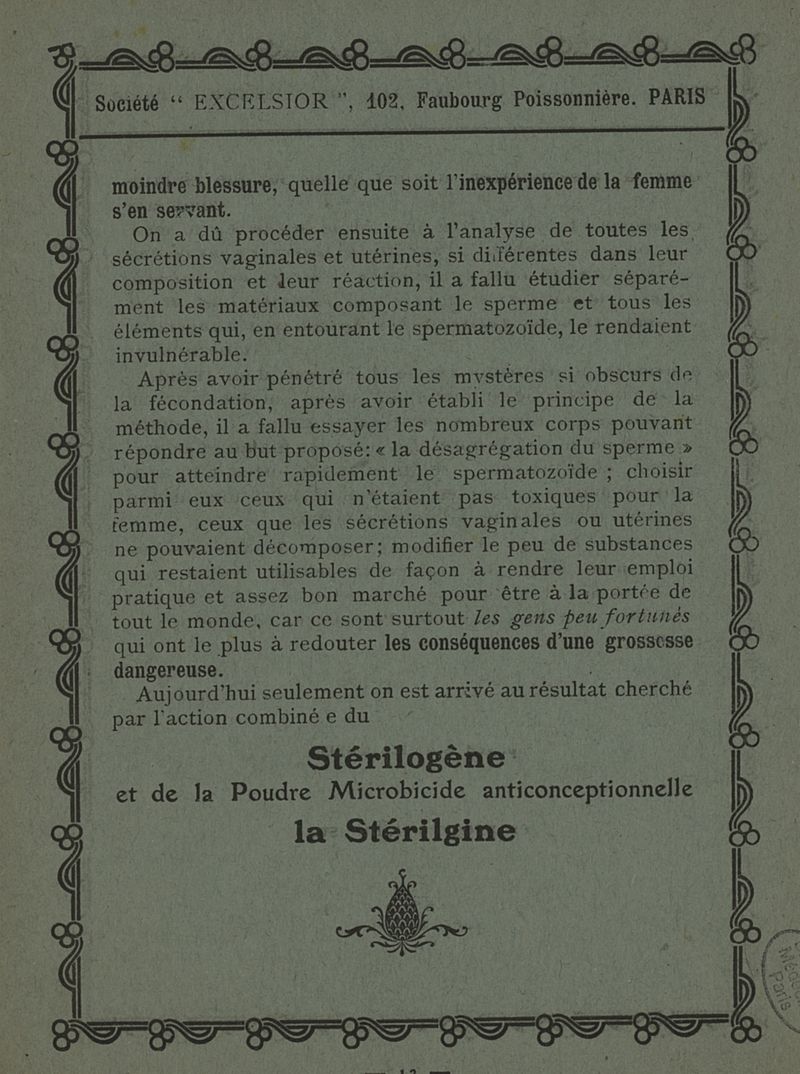 Société “ EXCELSIOR ”, 102, Faubourg Poissonnière. PARIS
moindre blessure, quelle que soit l'inexpérience de la femme
s'en servant.
On a dû procéder ensuite à l'analyse de toutes les
sécrétions vaginales et utérines, si différentes dans leur
composition et leur réaction, il a fallu étudier séparé-
ment les matériaux composant le sperme et tous les
éléments qui, en entourant le spermatozoïde, le rendaient
invulnérable.
Après avoir pénétré tous les mystères si obscurs de
la fécondation, après avoir établi le principe de la
méthode, il a fallu essayer les nombreux corps pouvant
répondre au but proposé: « la désagrégation du sperme »
pour atteindre rapidement le spermatozoïde ; choisir
parmi eux ceux qui n'étaient pas toxiques pour la
femme, ceux que les sécrétions vaginales ou utérines
ne pouvaient décomposer; modifier le peu de substances
qui restaient utilisables de façon à rendre leur emploi
pratique et assez bon marché pour être à la portée de
tout le monde, car ce sont surtout les gens peu fortunés
qui ont le plus à redouter les conséquences d'une grossesse
dangereuse.
Aujourd'hui seulement on est arrivé au résultat cherché
par l'action combiné e du
Stérilogène
et de la Poudre Microbicide anticonceptionnelle
la Stérilgine
Paris